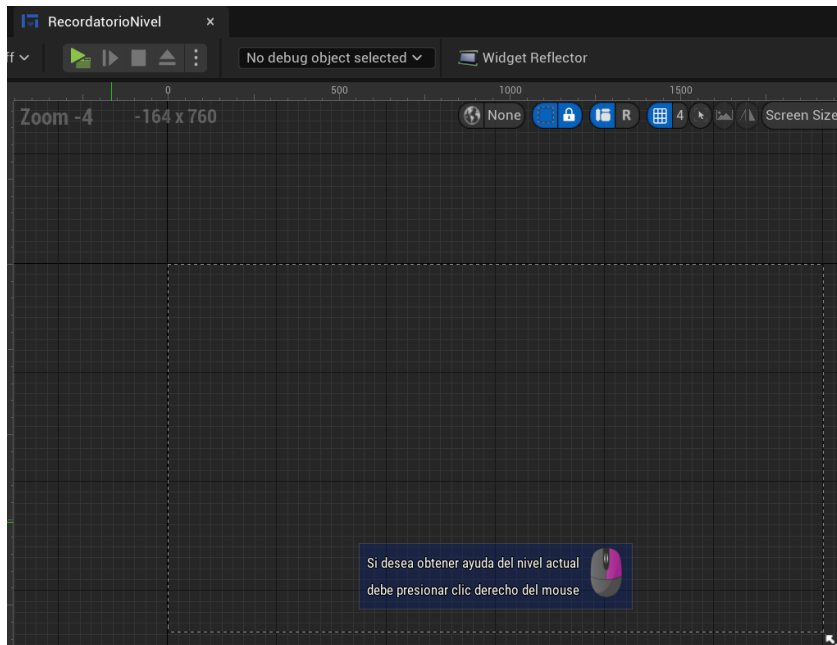 RecordatorioNivel
ff
No debug object selected
Widget Reflector
0 500 1000 1500
Zoom -4 -164 x 760
None R 4 Screen Size
Si desea obtener ayuda del nivel actual
debe presionar clic derecho del mouse